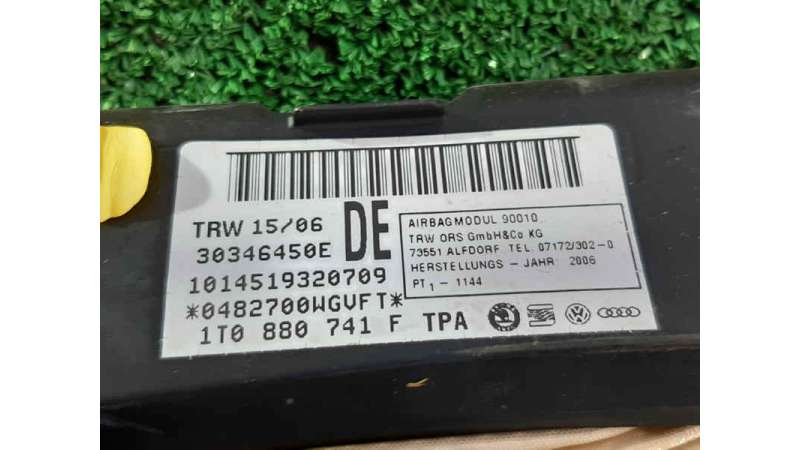 TRW 15/06
DE
30346450E
1014519320709
*0482700WGVFT*
1T0 880 741 F TPA
AIRBAGMODUL 90010
TRW ORS GmbH&Co KG
73551 ALFDORF TEL. 07172/302-0
HERSTELLUNGS - JAHR 2006
PT1 - 1144